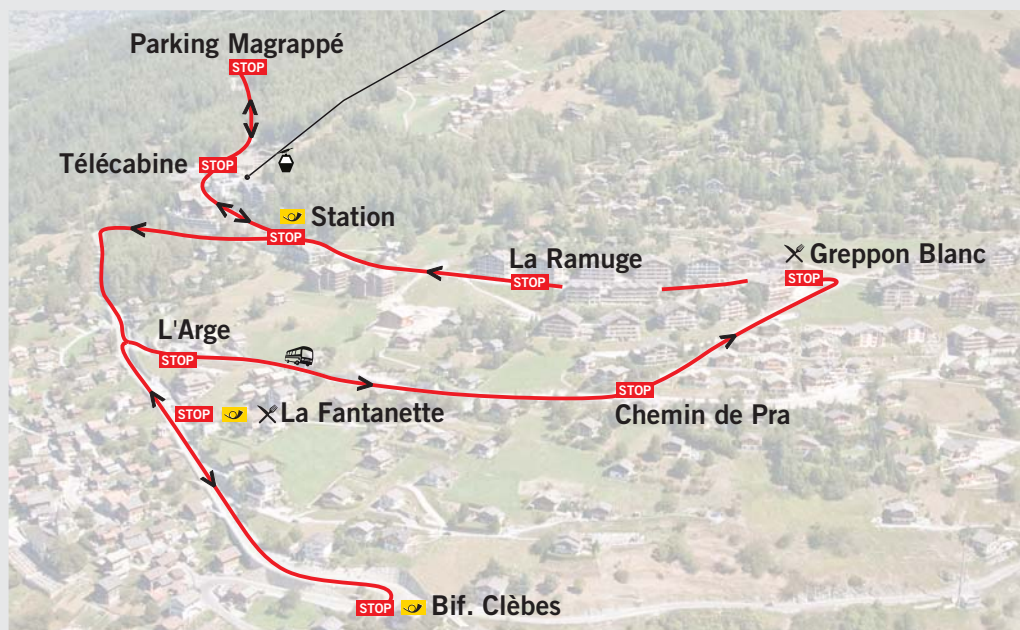 Parking Magrappé
STOP
Télécabine STOP
Station
STOP
La Ramuge
STOP
Greppon Blanc
STOP
L'Arge
STOP
STOP
Chemin de Pra
STOP La Fantanette
STOP Bif. Clèbes